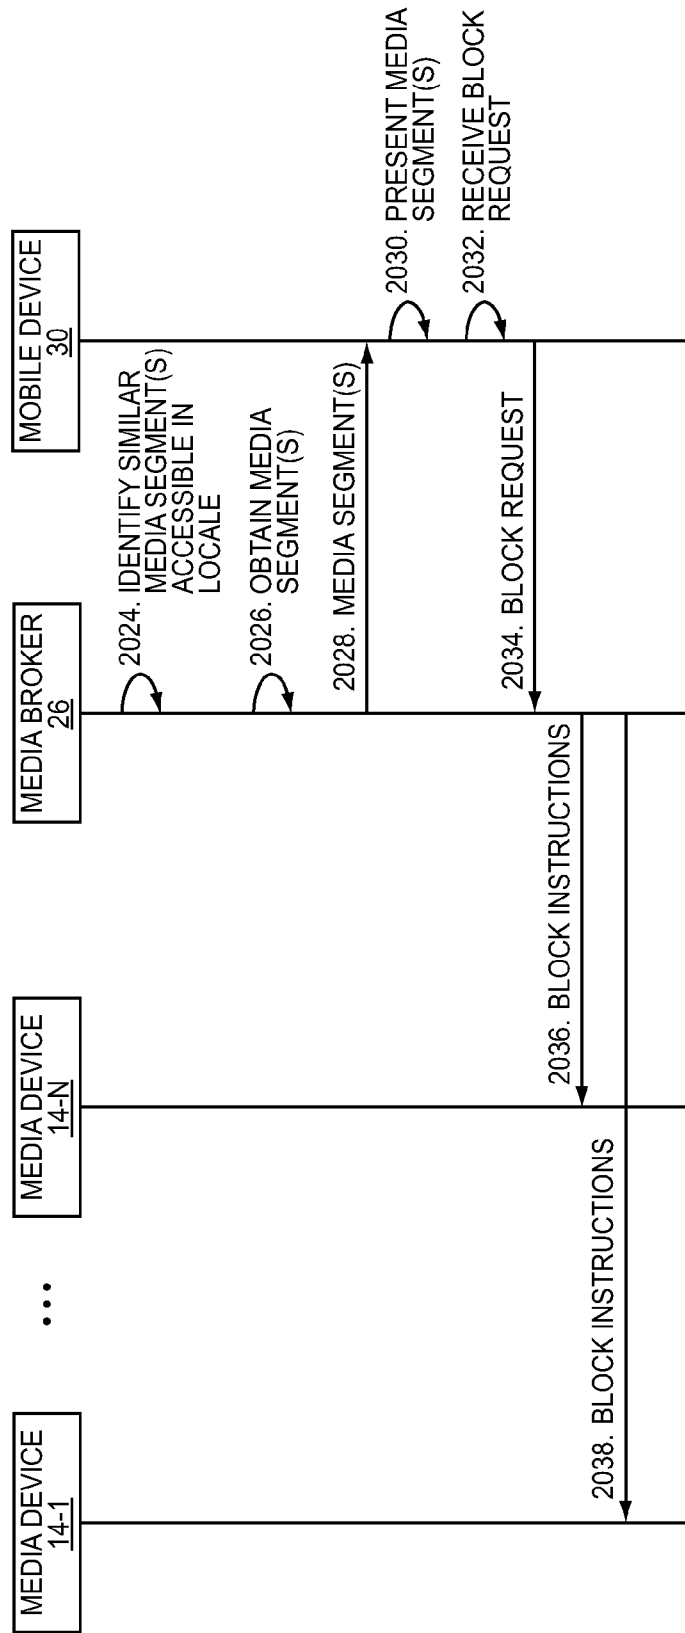 MEDIA DEVICE
14-1
...
MEDIA DEVICE
14-N
MEDIA BROKER
26
MOBILE DEVICE
30
2024. IDENTIFY SIMILAR
MEDIA SEGMENT(S)
ACCESSIBLE IN
LOCALE
2026. OBTAIN MEDIA
SEGMENT(S)
2028. MEDIA SEGMENT(S)
2030. PRESENT MEDIA
SEGMENT(S)
2032. RECEIVE BLOCK
REQUEST
2034. BLOCK REQUEST
2036. BLOCK INSTRUCTIONS
2038. BLOCK INSTRUCTIONS